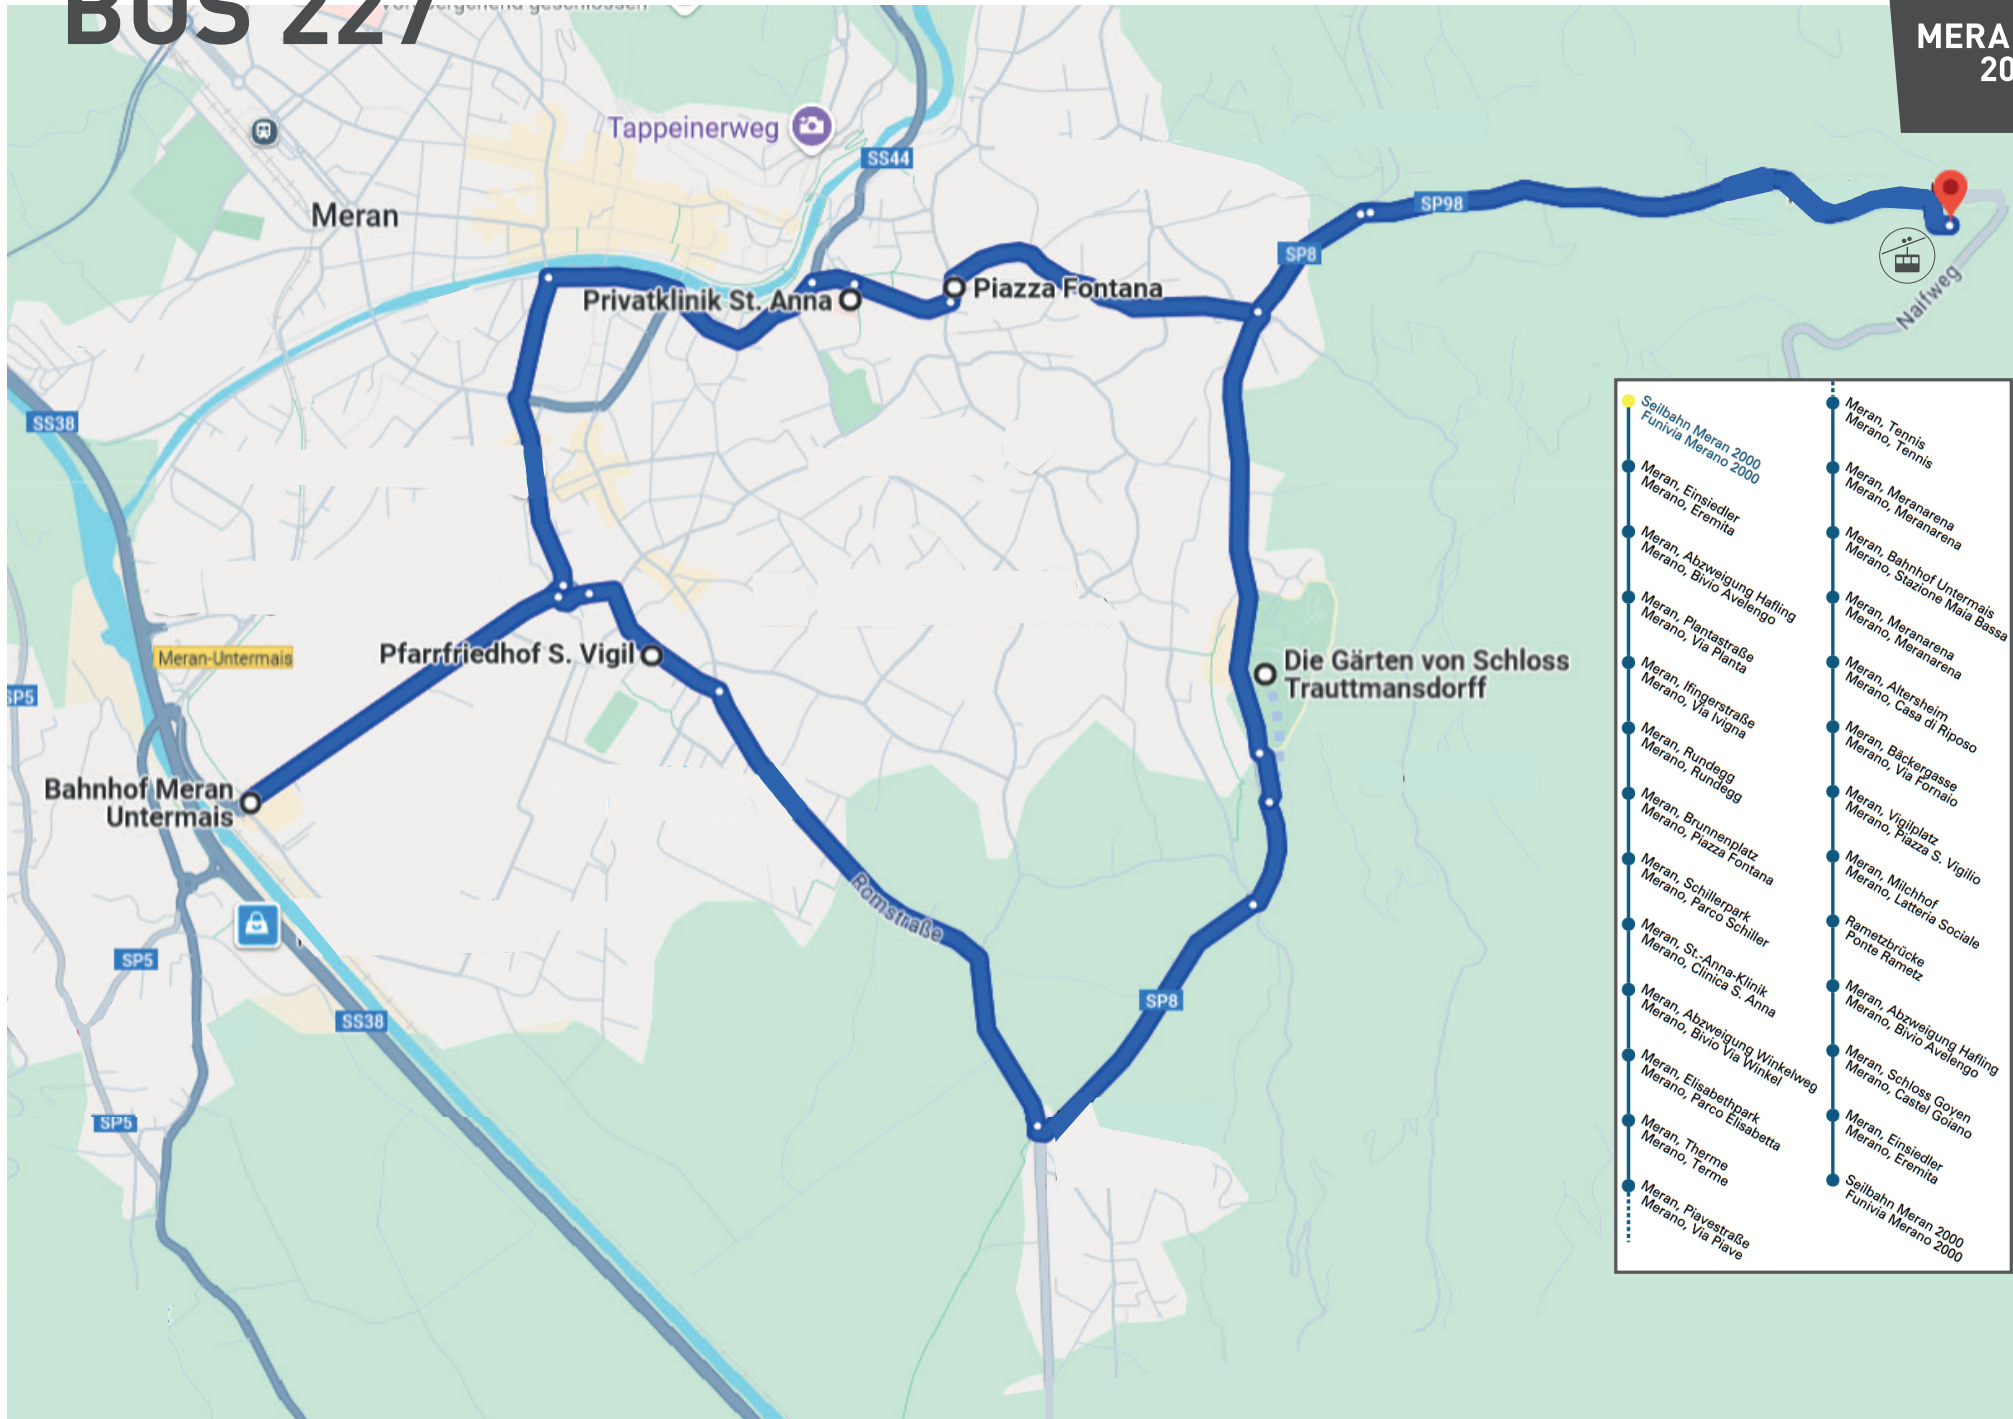 BUS 227
MERA
20
Tappeinerweg
SS44
Meran
SP98
SP8
Privatklinik St. Anna
Piazza Fontana
Naifweg
SS38
Meran-Untermais
Pfarrfriedhof S. Vigil
Die Gärten von Schloss
Trauttmansdorff
SP5
Bahnhof Meran
Untermais
Romstraße
SP5
SP8
SS38
SP5
Seilbahn Meran 2000
Funivia Merano 2000
Meran, Einsiedler
Merano, Eremita
Meran, Abzweigung Hafling
Merano, Bivio Avelengo
Meran, Plantastraße
Merano, Via Planta
Meran, Ifingerstraße
Merano, Via Ivigna
Meran, Rundegg
Merano, Rundegg
Meran, Brunnenplatz
Merano, Piazza Fontana
Meran, Schillerpark
Merano, Parco Schiller
Meran, St.-Anna-Klinik
Merano, Clinica S. Anna
Meran, Abzweigung Winkelweg
Merano, Bivio Via Winkel
Meran, Elisabethpark
Merano, Parco Elisabetta
Meran, Therme
Merano, Terme
Meran, Piavestraße
Merano, Via Piave
Meran, Tennis
Merano, Tennis
Meran, Meranarena
Merano, Meranarena
Meran, Bahnhof Untermais
Merano, Stazione Maia Bassa
Meran, Meranarena
Merano, Meranarena
Meran, Altersheim
Merano, Casa di Riposo
Meran, Bäckergasse
Merano, Via Fornaio
Meran, Vigilplatz
Merano, Piazza S. Vigilio
Meran, Milchhof
Merano, Latteria Sociale
Rametzbrücke
Ponte Rametz
Meran, Abzweigung Hafling
Merano, Bivio Avelengo
Meran, Schloss Goyen
Merano, Castel Goiano
Meran, Einsiedler
Merano, Eremita
Seilbahn Meran 2000
Funivia Merano 2000